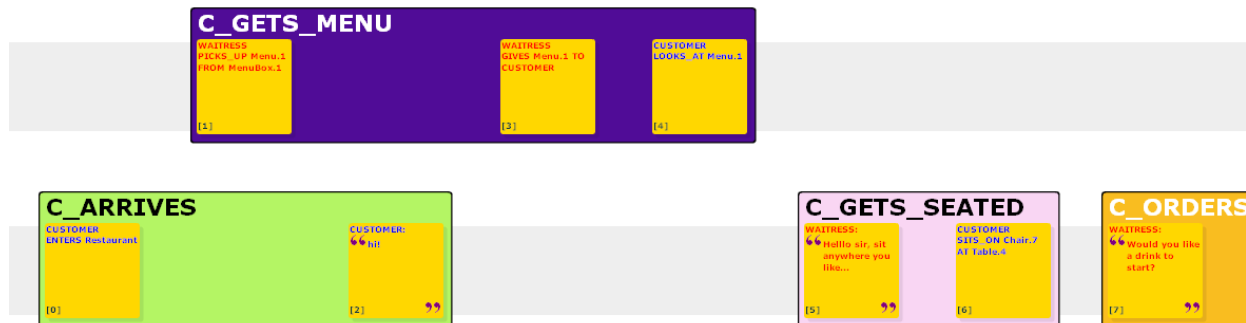 C_GETS_MENU
WAITRESS
PICKS_UP Menu.1
FROM MenuBox.1
[1]
WAITRESS
GIVES Menu.1 TO
CUSTOMER
[3]
CUSTOMER
LOOKS_AT Menu.1
[4]
C_ARRIVES
CUSTOMER
ENTERS Restaurant
[0]
CUSTOMER:
“ hi!
[2] ”
C_GETS_SEATED
WAITRESS:
“ Helllo sir, sit
anywhere you
like...
[5] ”
CUSTOMER
SITS_ON Chair.7
AT Table.4
[6]
C_ORDERS
WAITRESS:
“ Would you like
a drink to
start?
[7] ”